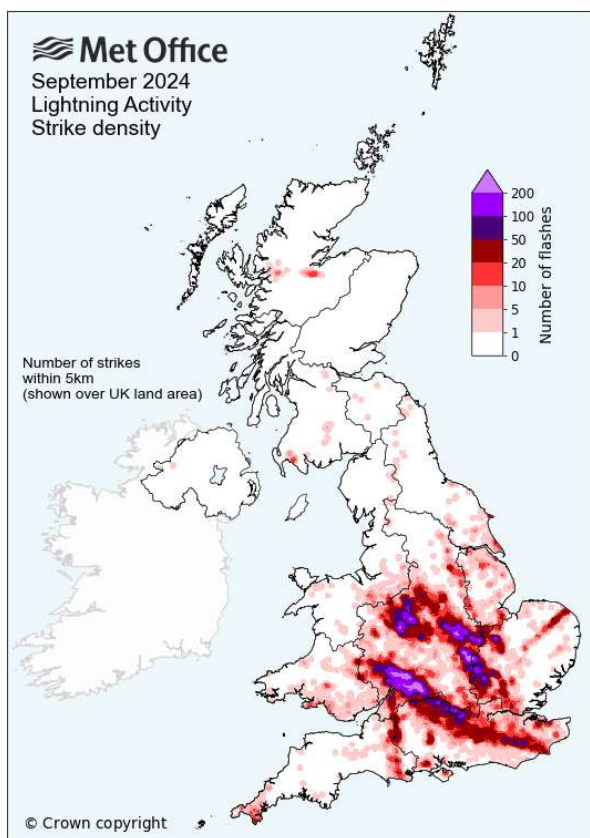 Met Office
September 2024
Lightning Activity
Strike density
200
100
50
20
10
5
1
0
Number of flashes
Number of strikes
within 5km
(shown over UK land area)
© Crown copyright